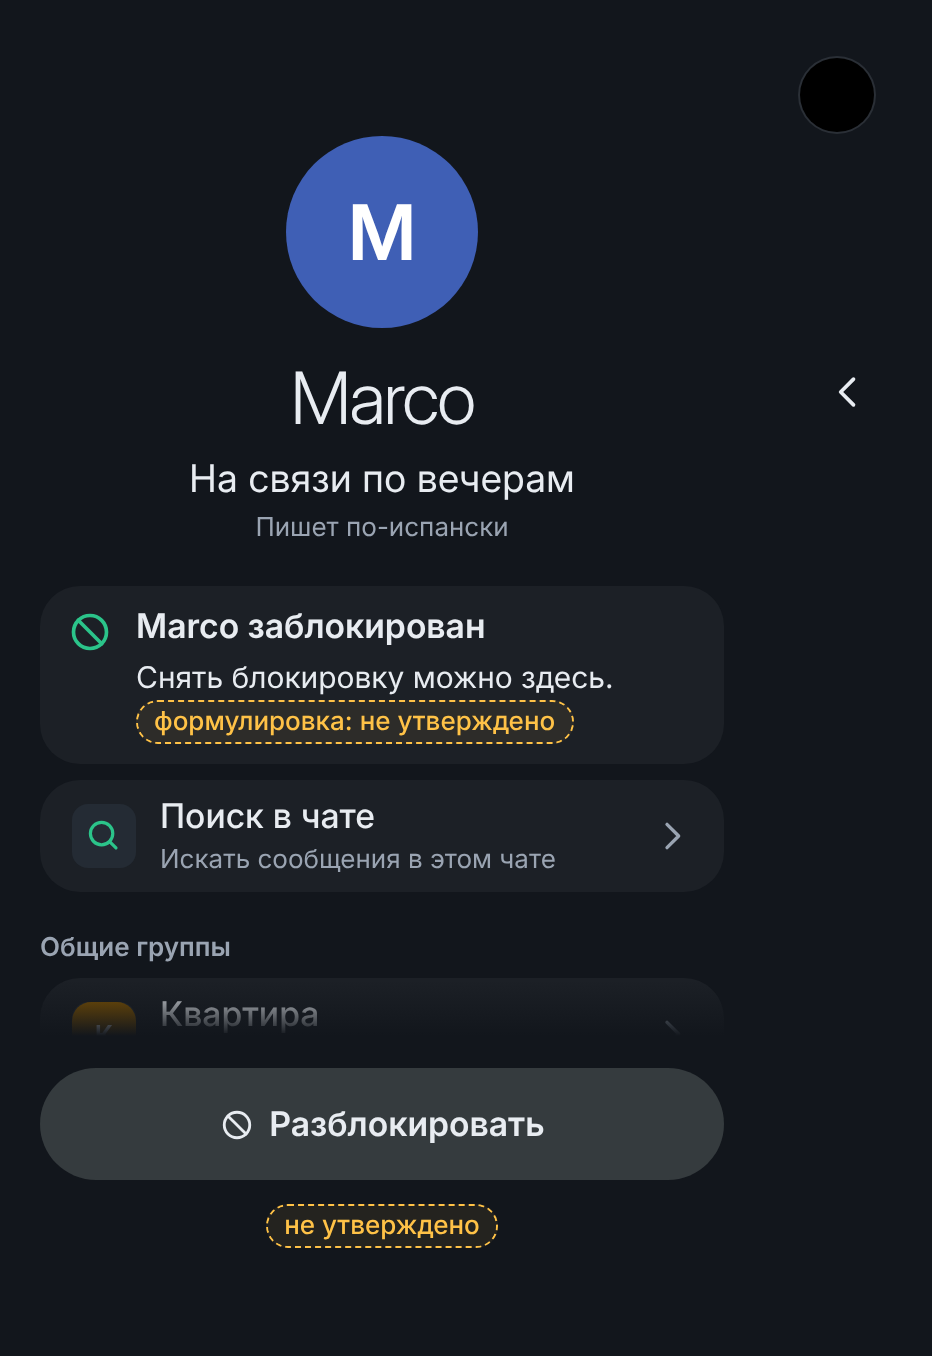 M
Marco
На связи по вечерам
Пишет по-испански
Marco заблокирован
Снять блокировку можно здесь.
формулировка: не утверждено
Поиск в чате
Искать сообщения в этом чате
Общие группы
Квартира
Разблокировать
не утверждено